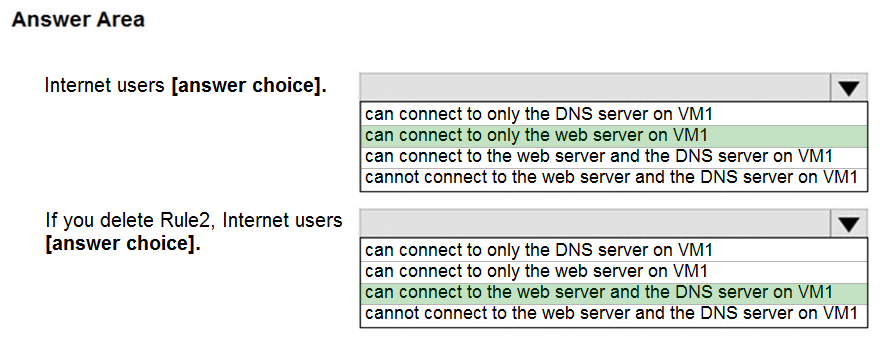 Answer Area
Internet users [answer choice].
can connect to only the DNS server on VM1
can connect to only the web server on VM1
can connect to the web server and the DNS server on VM1
cannot connect to the web server and the DNS server on VM1
If you delete Rule2, Internet users
[answer choice].
can connect to only the DNS server on VM1
can connect to only the web server on VM1
can connect to the web server and the DNS server on VM1
cannot connect to the web server and the DNS server on VM1